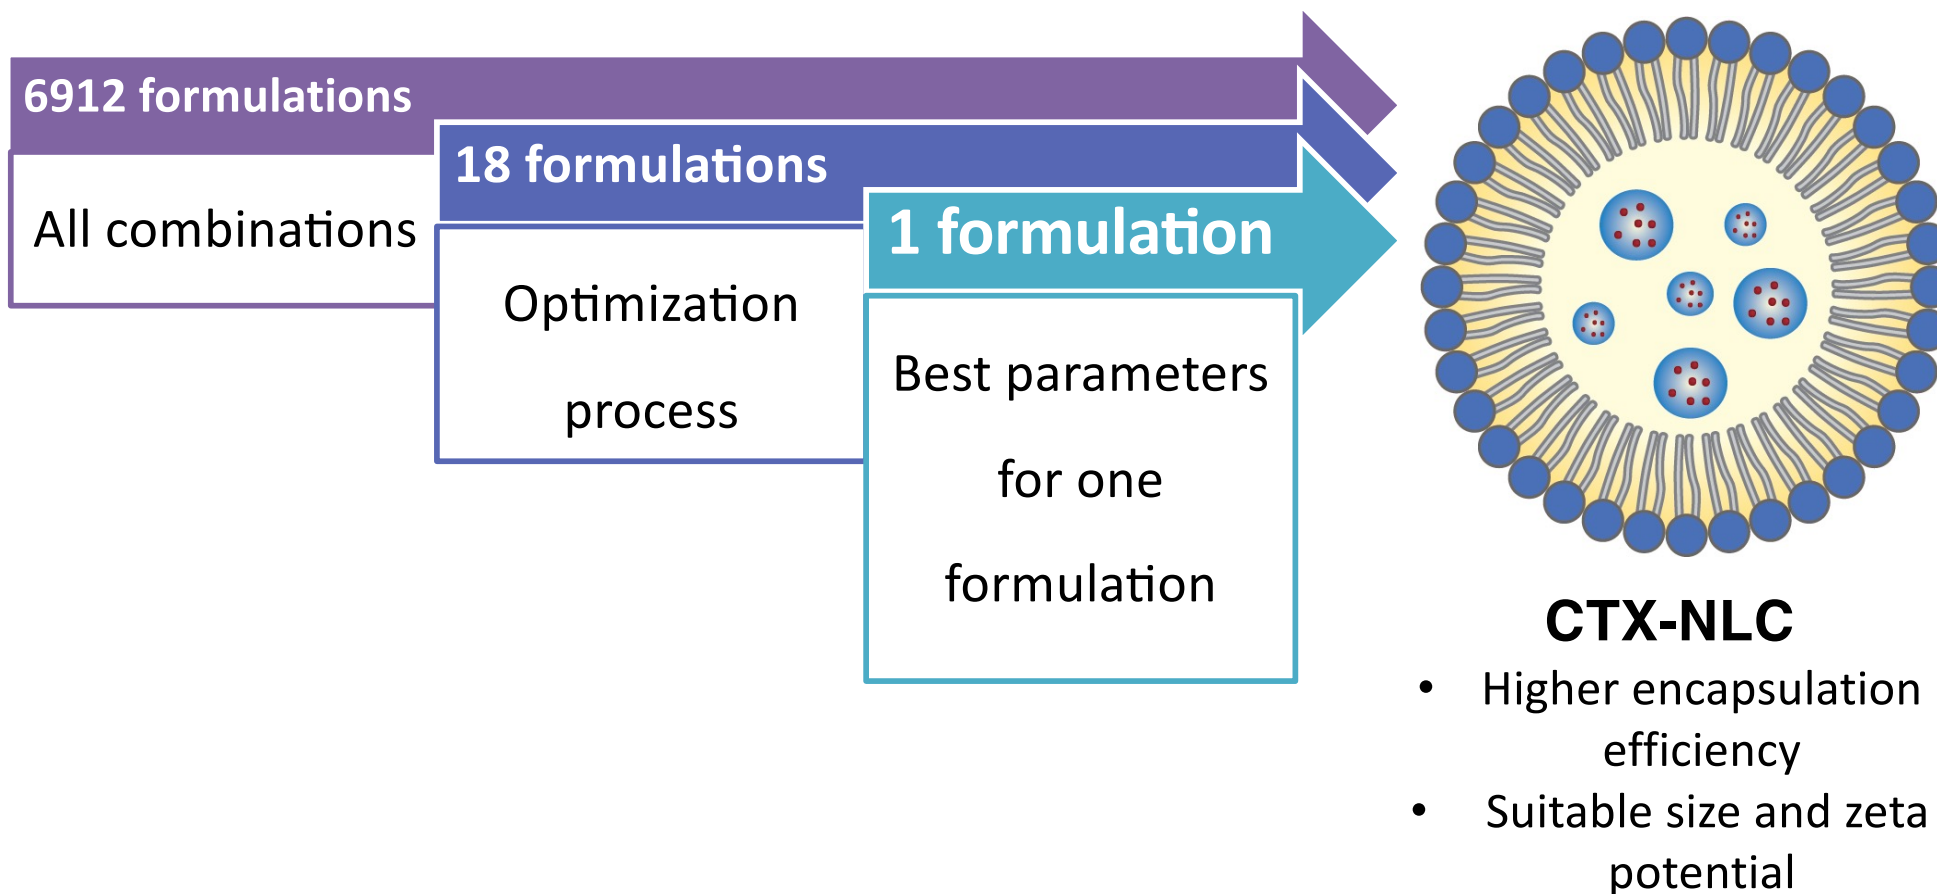 6912 formulations
All combinations
18 formulations
Optimization
process
1 formulation
Best parameters
for one
formulation
CTX-NLC
• Higher encapsulation
efficiency
• Suitable size and zeta
potential